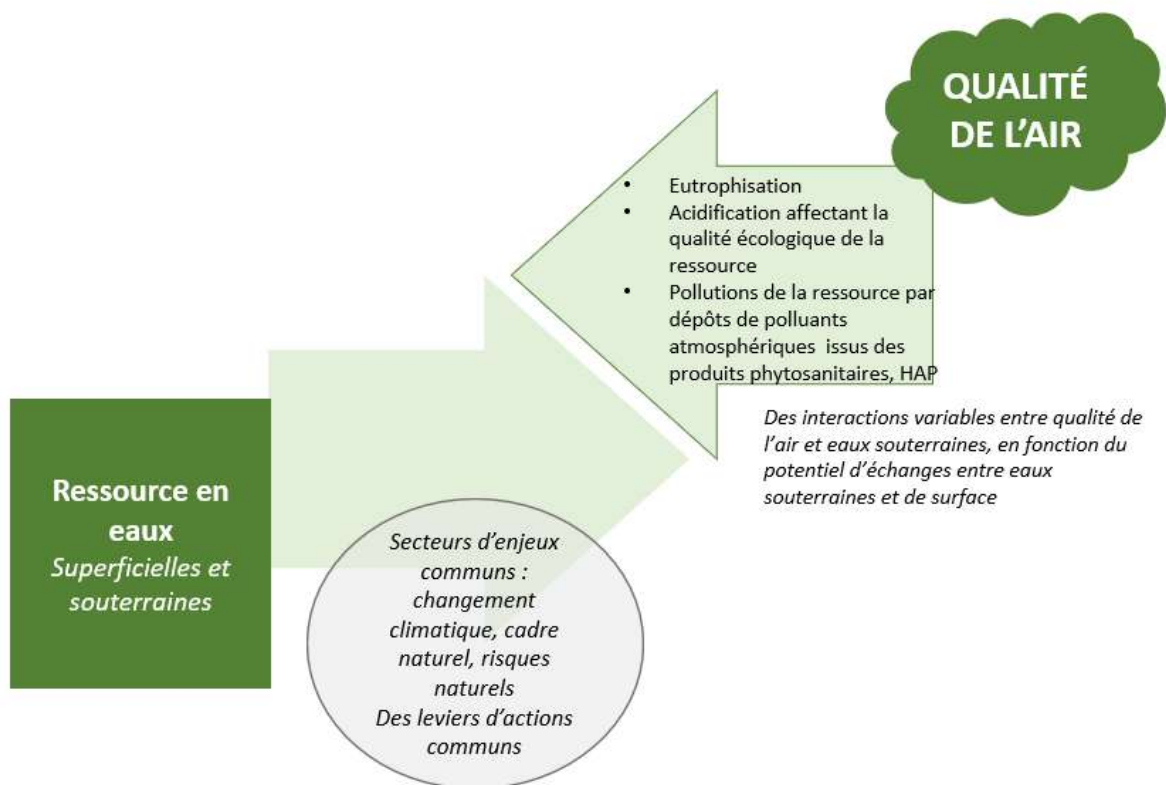 QUALITÉ
DE L'AIR
• Eutrophisation
• Acidification affectant la
qualité écologique de la
ressource
• Pollutions de la ressource par
dépôts de polluants
atmosphériques issus des
produits phytosanitaires, HAP
Des interactions variables entre qualité de
l'air et eaux souterraines, en fonction du
potentiel d'échanges entre eaux
souterraines et de surface
Ressource en
eaux
Superficielles et
souterraines
Secteurs d'enjeux
communs :
changement
climatique, cadre
naturel, risques
naturels
Des leviers d'actions
communs